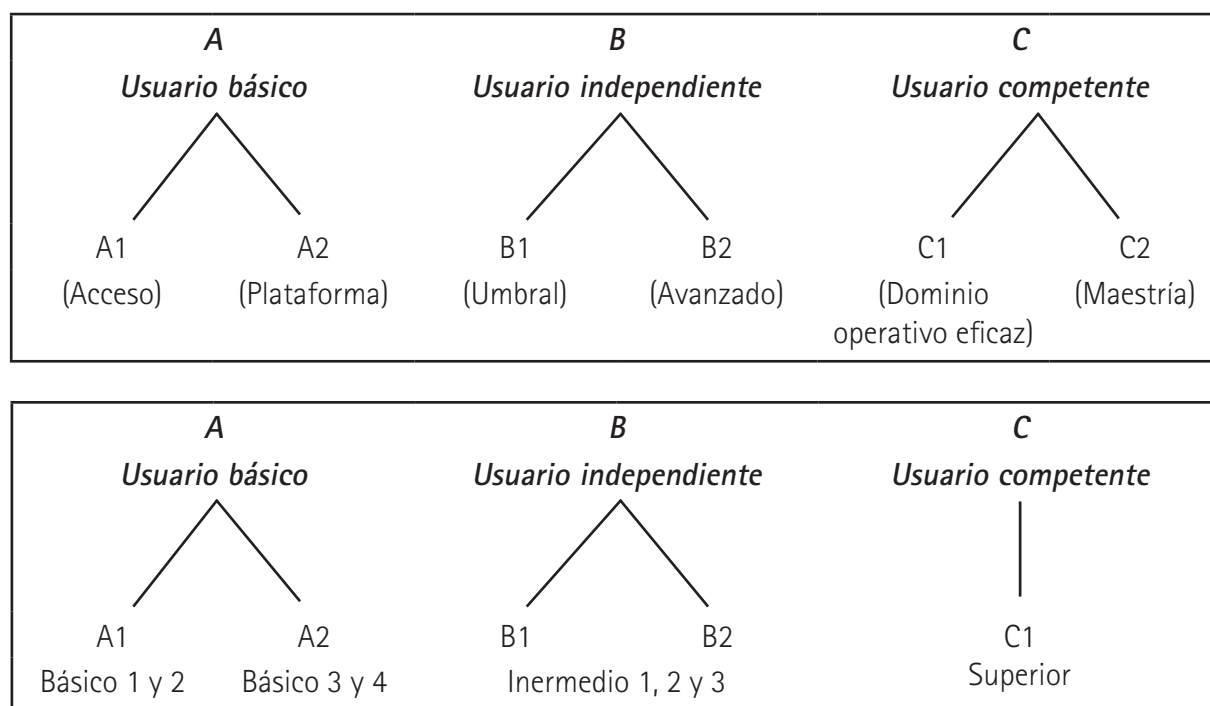 A B C
Usuario básico Usuario independiente Usuario competente
A1 A2 B1 B2 C1 C2
(Acceso) (Plataforma) (Umbral) (Avanzado) (Dominio (Maestría)
operativo eficaz)
A B C
Usuario básico Usuario independiente Usuario competente
A1 A2 B1 B2 C1
Básico 1 y 2 Básico 3 y 4 Inermedio 1, 2 y 3 Superior